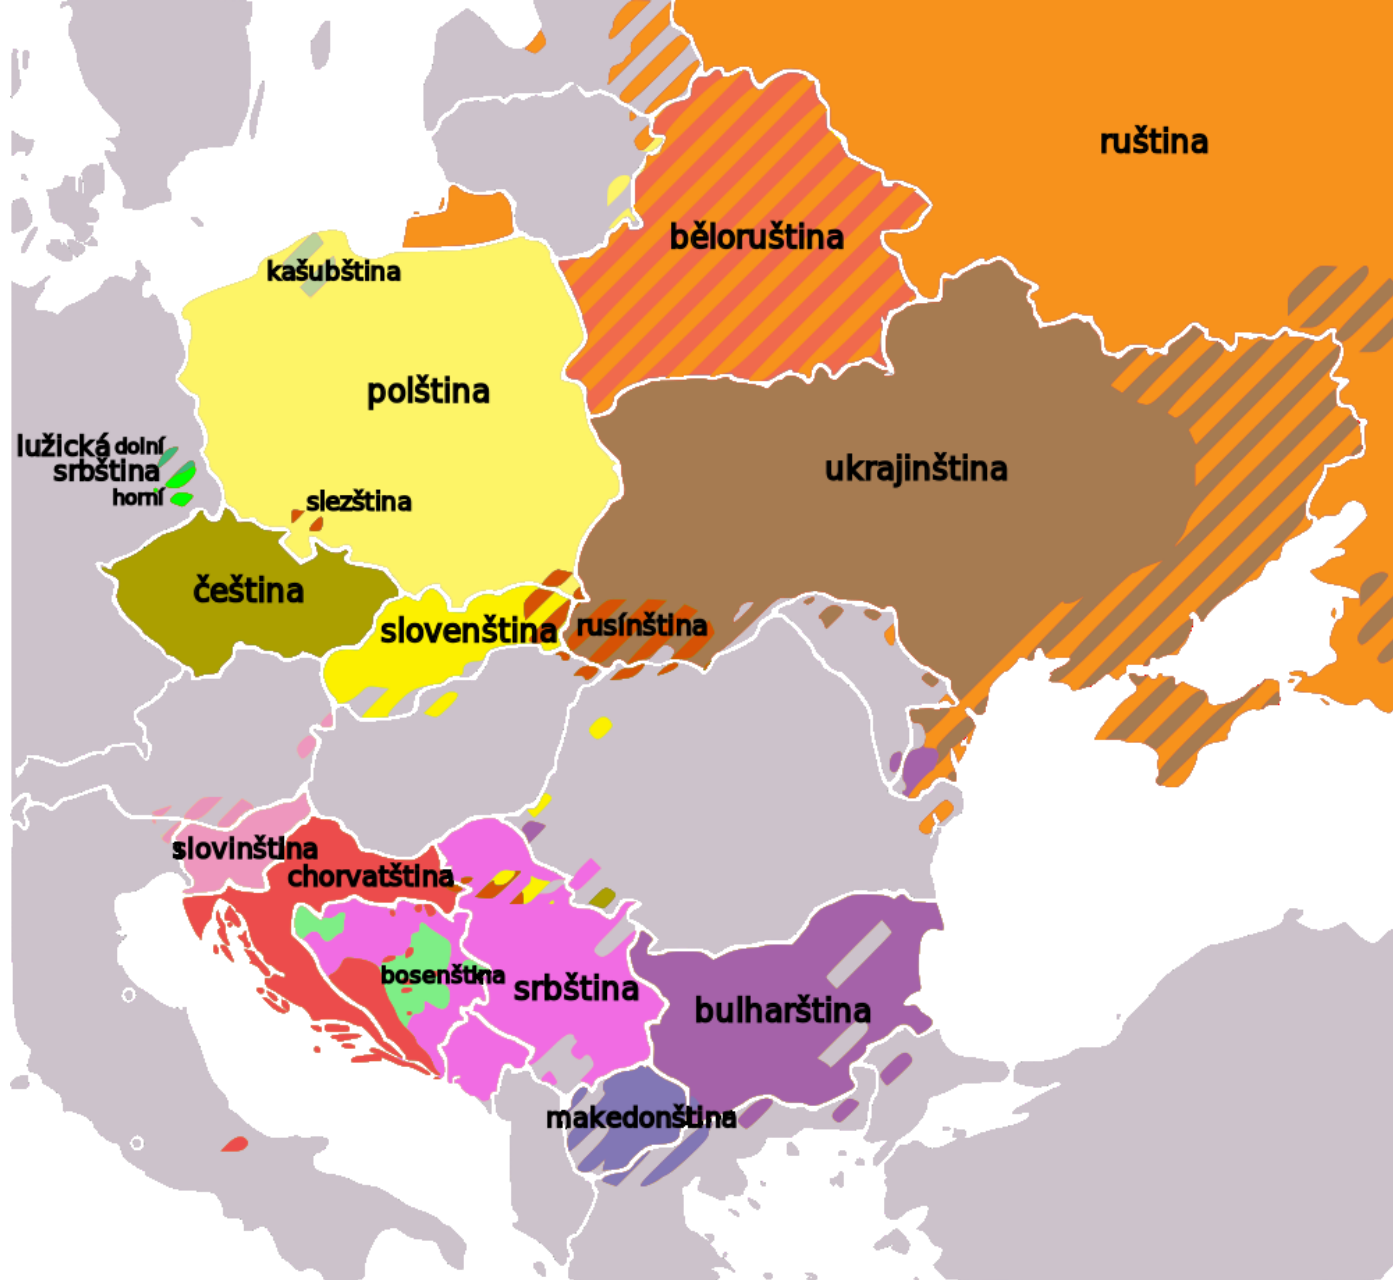 ruština
běloruština
kašubština
polština
lužická dolní
srbština
horní
ukrajinština
slezština
čeština
slovenština
rusínština
slovinština
chorvatština
bosenština
srbština
bulharština
makedonština